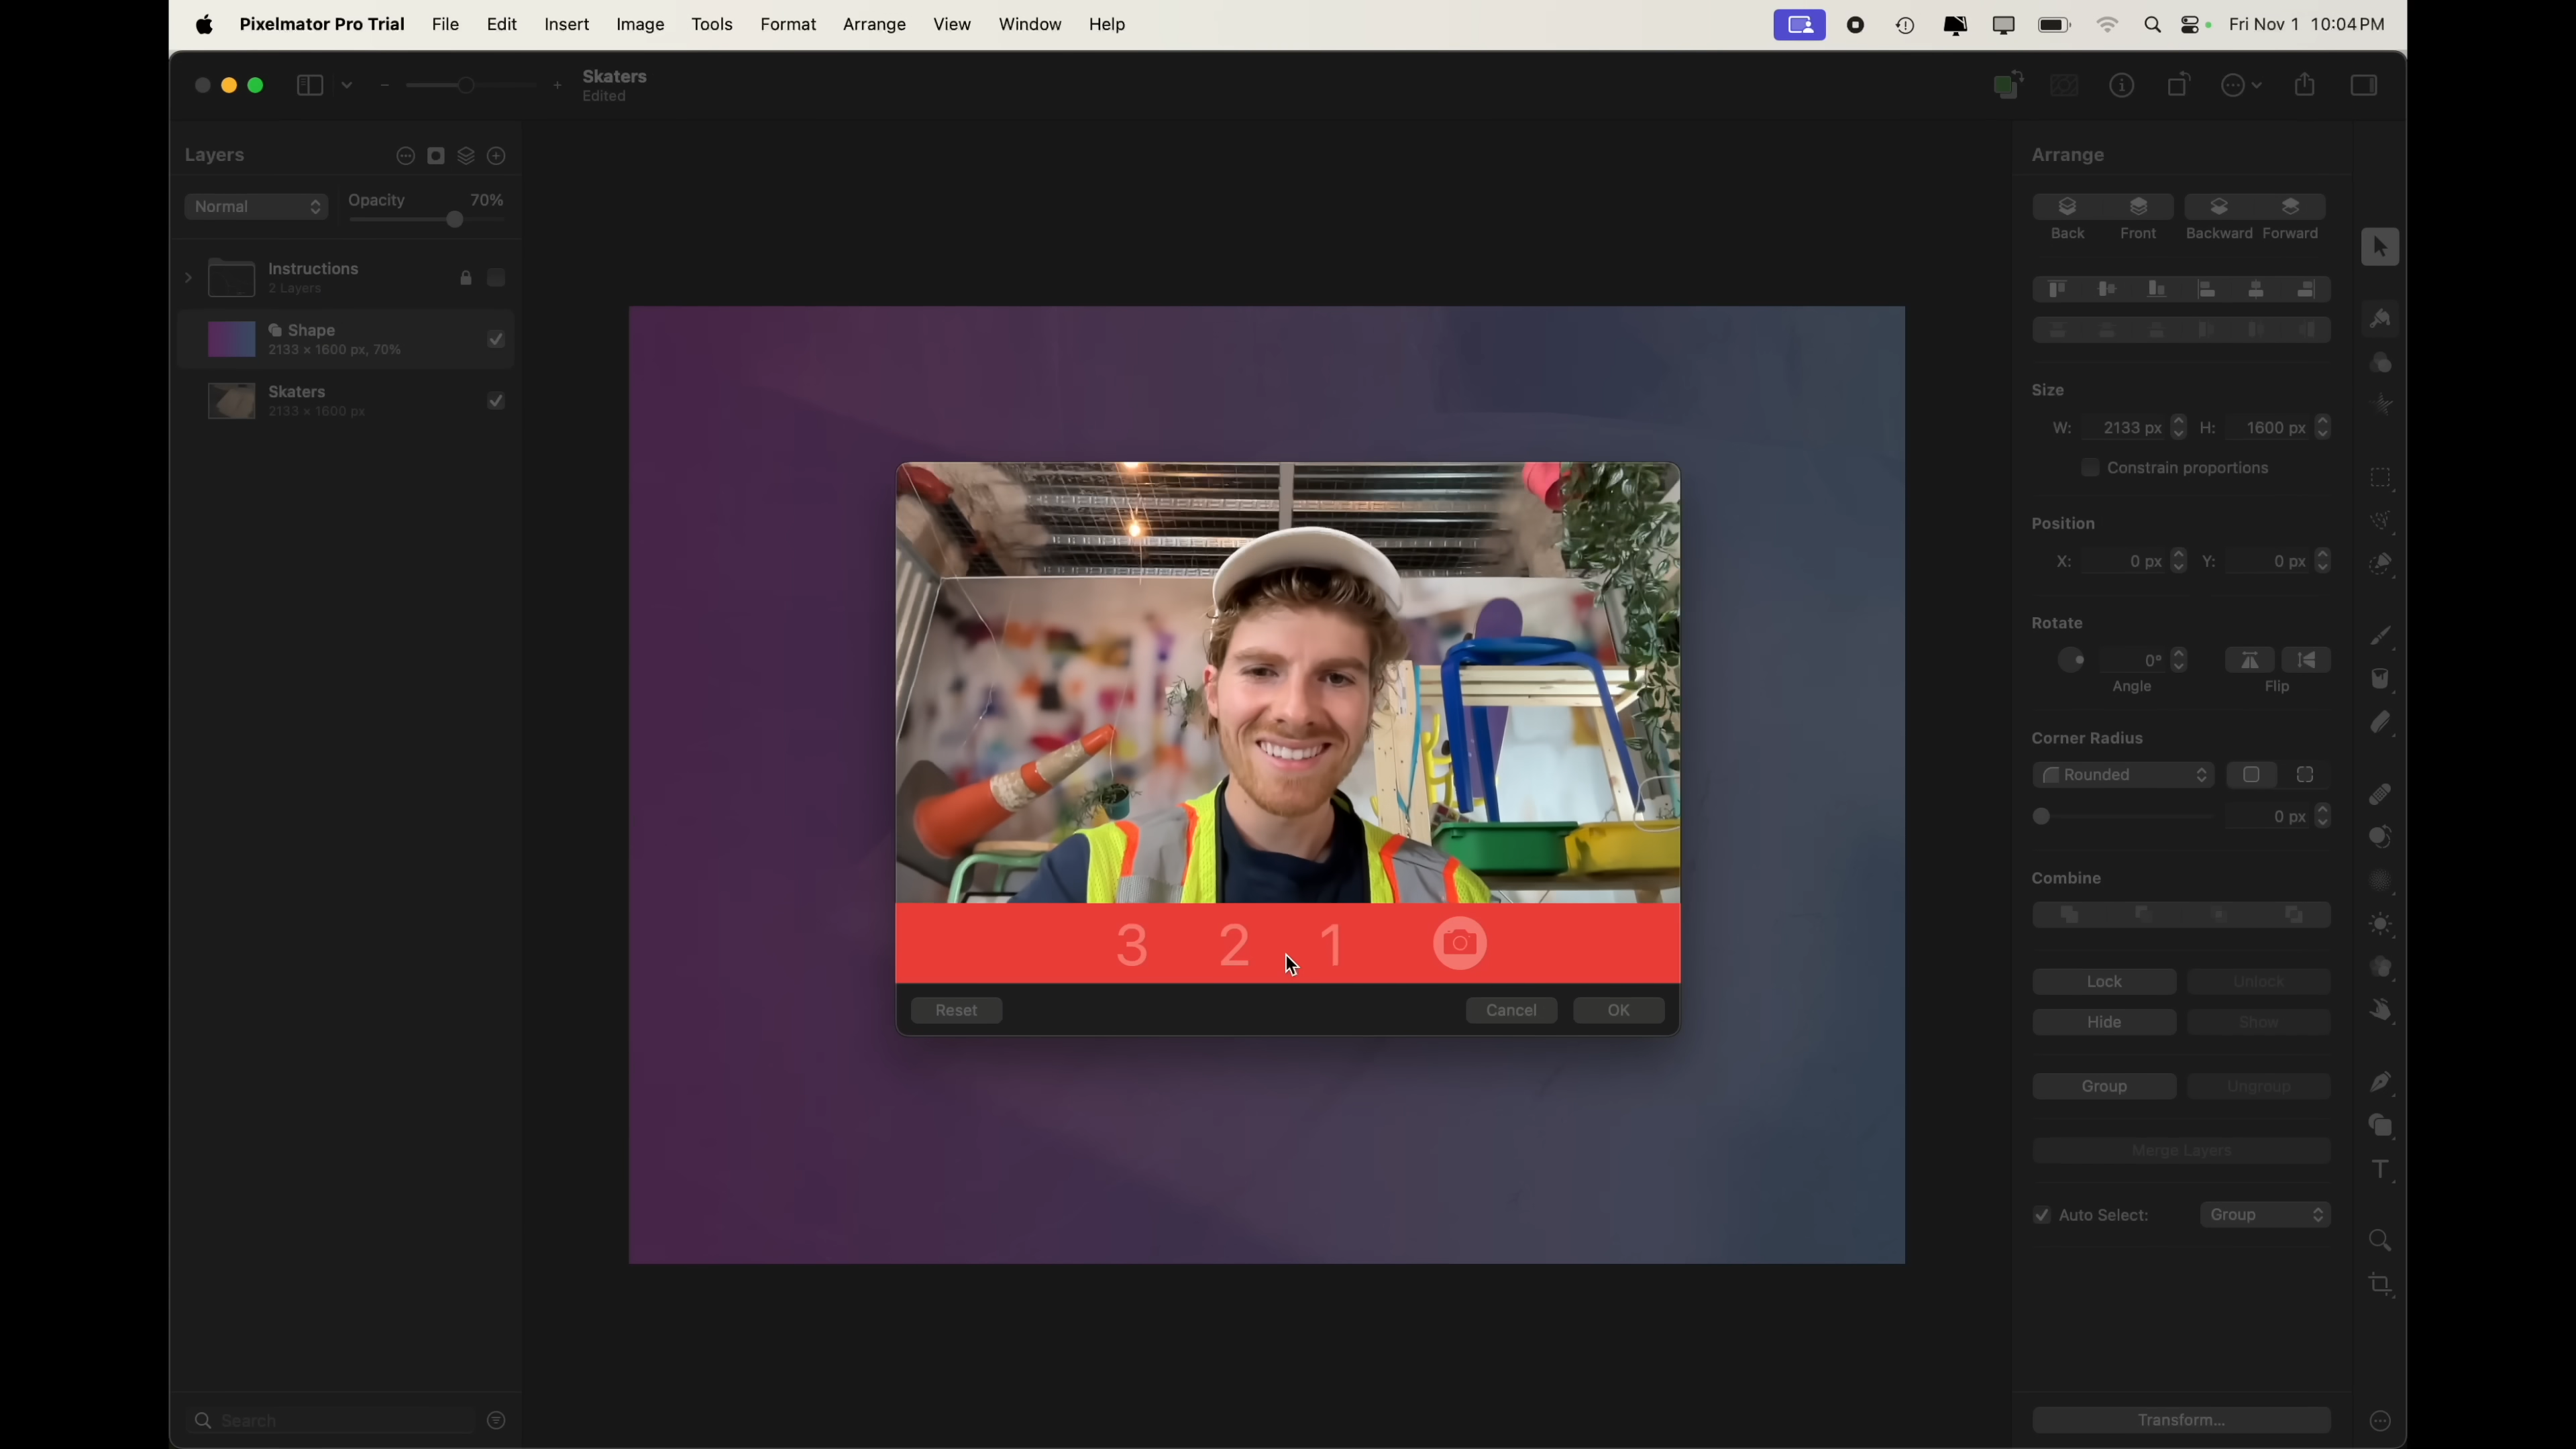 Pixelmator Pro Trial File Edit Insert Image Tools Format Arrange View Window Help Fri Nov 1 10:04 PM
Skaters
Edited
Layers
Normal Opacity 70%
Instructions
2 Layers
Shape
2133 × 1600 px, 70%
Skaters
2133 × 1600 px
Search
3 2 1
Reset Cancel OK
Arrange
Back Front Backward Forward
Size
W: 2133 px H: 1600 px
Constrain proportions
Position
X: 0 px Y: 0 px
Rotate
0°
Angle Flip
Corner Radius
Rounded
0 px
Combine
Lock Unlock
Hide Show
Group Ungroup
Merge Layers
Auto Select: Group
Transform...
T